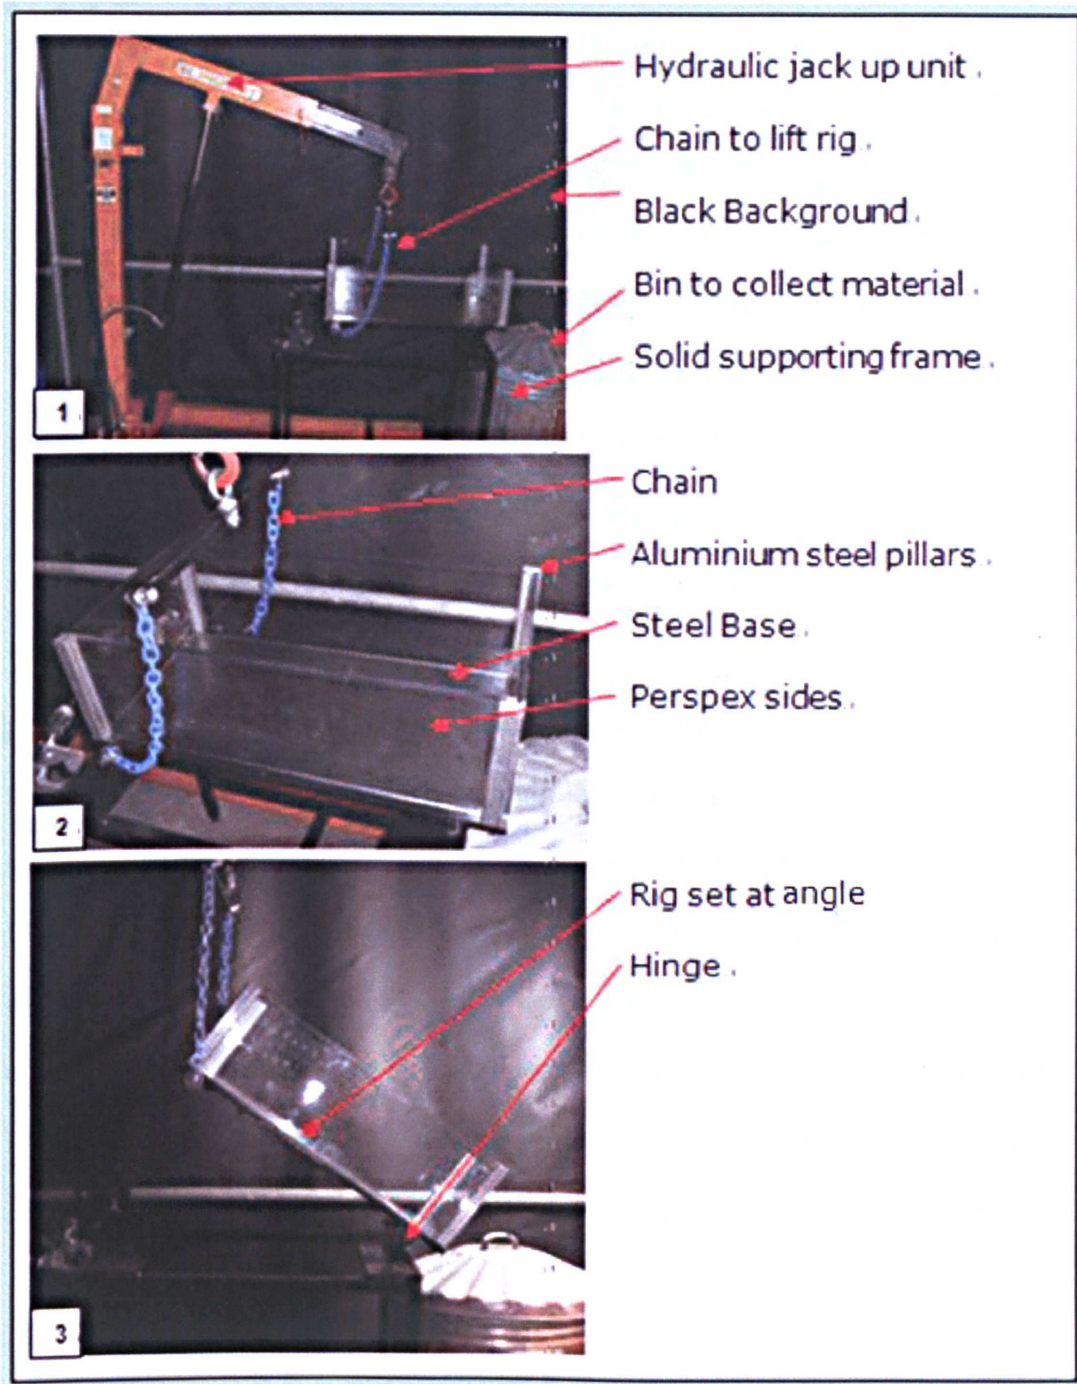 Hydraulic jack up unit .
Chain to lift rig .
Black Background .
Bin to collect material .
Solid supporting frame .
1
Chain
Aluminium steel pillars .
Steel Base .
Perspex sides .
2
Rig set at angle
Hinge .
3